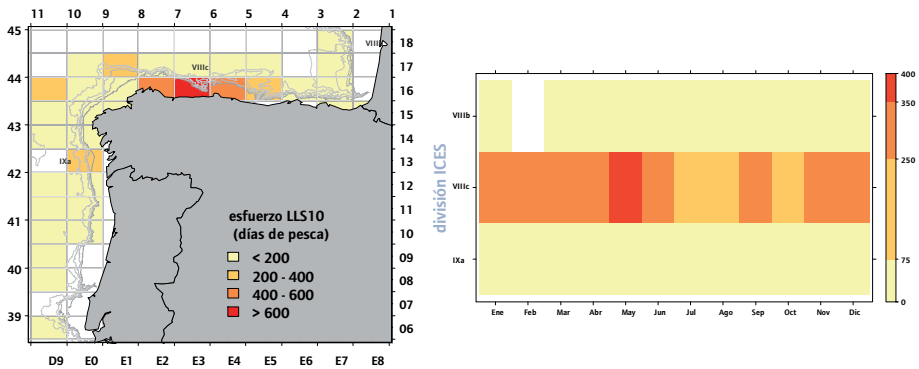 11 10 9 8 7 6 5 4 3 2 1
45
44
43
42
41
40
39
18
17
16
15
14
13
12
11
10
09
08
07
06
VIIIb
VIIIc
IXa
esfuerzo LLS10
(días de pesca)
< 200
200 - 400
400 - 600
> 600
D9 E0 E1 E2 E3 E4 E5 E6 E7 E8
división ICES
VIIIb
VIIIc
IXa
Ene Feb Mar Abr May Jun Jul Ago Sep Oct Nov Dic
400
350
250
75
0